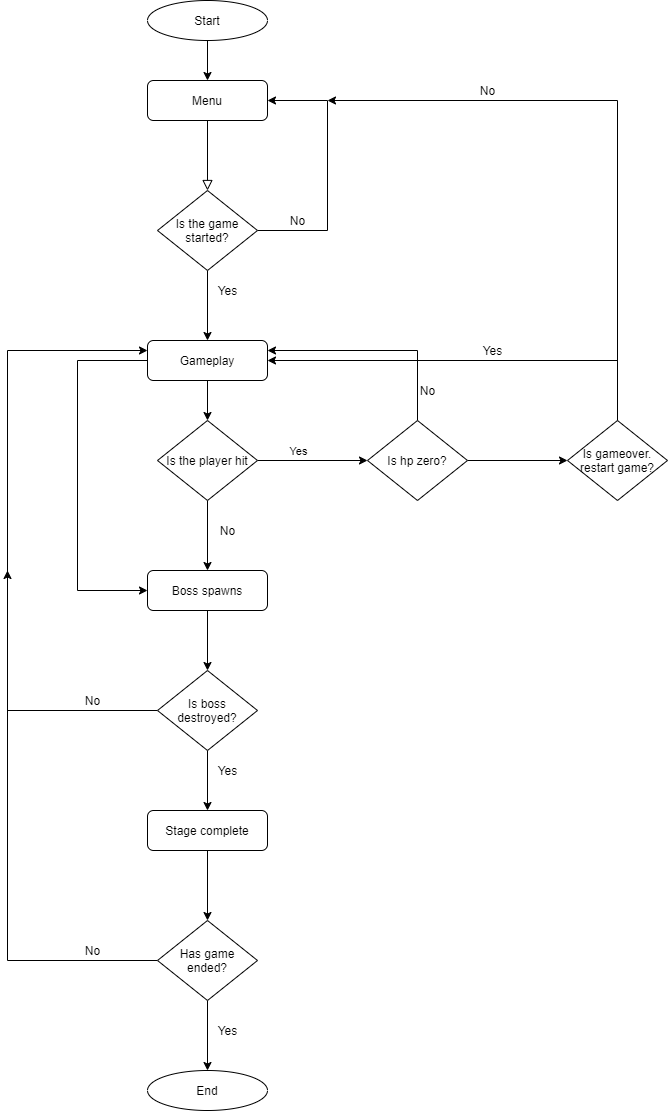 Start
Menu
No
Is the game
started?
No
Yes
Gameplay
Yes
No
Is the player hit
Yes
Is hp zero?
Is gameover.
restart game?
No
Boss spawns
Is boss
destroyed?
No
Yes
Stage complete
Has game
ended?
No
Yes
End